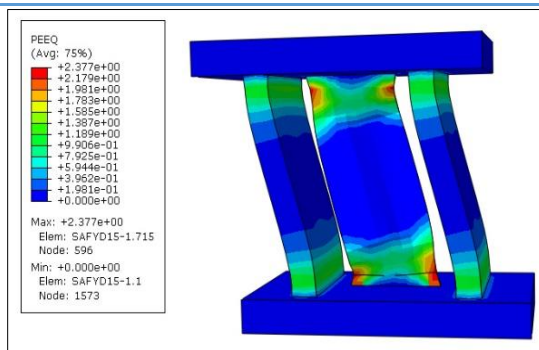 PEEQ
(Avg: 75%)
+2.377e+00
+2.179e+00
+1.981e+00
+1.783e+00
+1.585e+00
+1.387e+00
+1.189e+00
+9.906e-01
+7.925e-01
+5.944e-01
+3.962e-01
+1.981e-01
+0.000e+00
Max: +2.377e+00
Elem: SAFYD15-1.715
Node: 596
Min: +0.000e+00
Elem: SAFYD15-1.1
Node: 1573